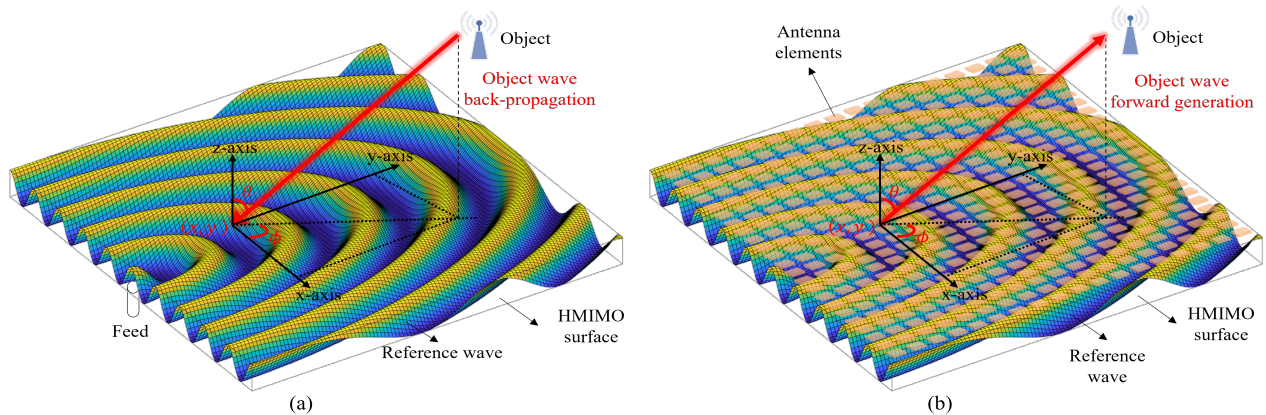 Object
Object wave
back-propagation
z-axis
y-axis
θ
ϕ
x-axis
Feed
Reference wave
HMIMO
surface
(a)
Antenna
elements
Object
Object wave
forward generation
z-axis
y-axis
θ
ϕ
x-axis
HMIMO
surface
Reference
wave
(b)